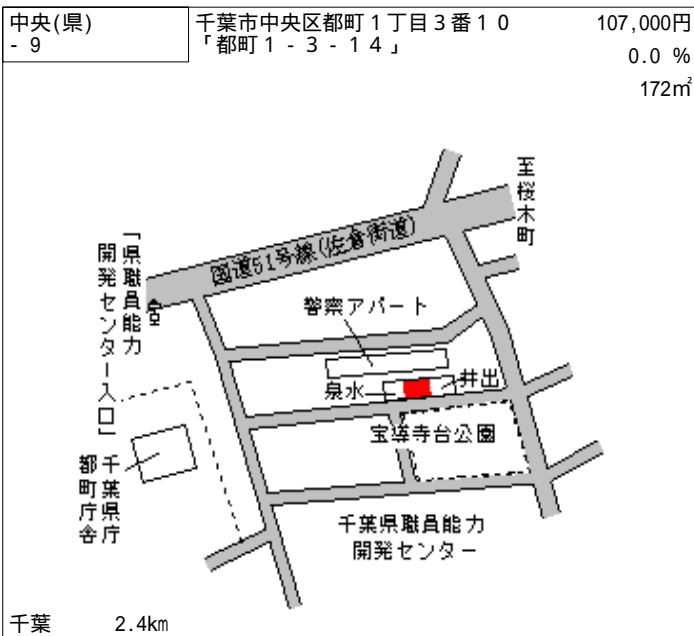 中央(県)
- 9
千葉市中央区都町1丁目3番10
「都町1-3-14」
107,000円
0.0 %
172㎡
至桜木町
国道51号線(佐倉街道)
「県職員能力
開発センター入口」
警察アパート
泉水
井出
宝導寺台公園
千葉県庁
都町庁舎
千葉県職員能力
開発センター
千葉 2.4km